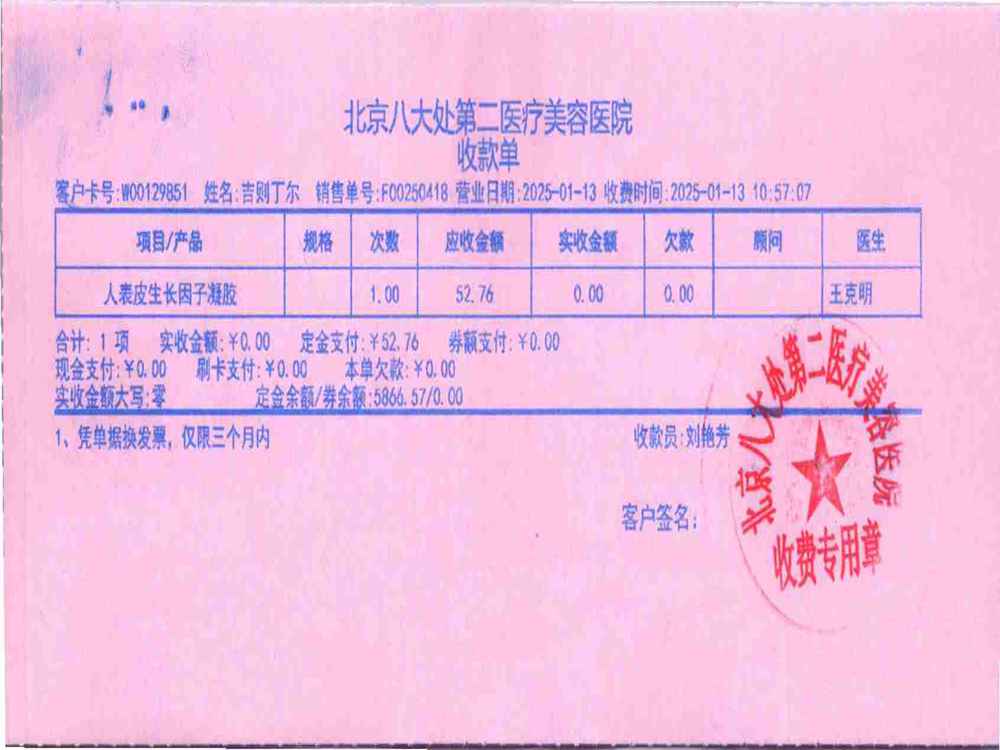 北京八大处第二医疗美容医院
收款单
客户卡号:W00129851 姓名:吉则丁尔 销售单号:F00250418 营业日期:2025-01-13 收费时间:2025-01-13 10:57:07
项目/产品 规格 次数 应收金额 实收金额 欠款 顾问 医生
人表皮生长因子凝胶 1.00 52.76 0.00 0.00 王克明
合计: 1 项 实收金额:￥0.00 定金支付:￥52.76 券额支付:￥0.00
现金支付:￥0.00 刷卡支付:￥0.00 本单欠款:￥0.00
实收金额大写:零 定金余额/券余额:5866.57/0.00
1、凭单据换发票，仅限三个月内 收款员:刘艳芳
客户签名:
北京八大处第二医疗美容医院
收费专用章